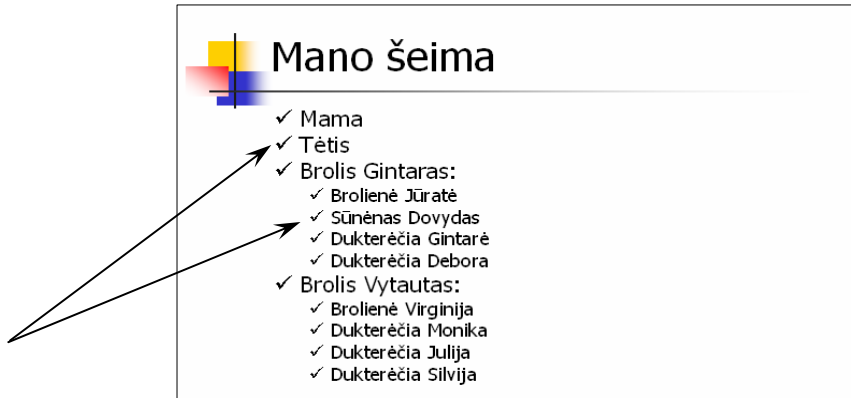 Mano šeima
✓ Mama
✓ Tėtis
✓ Brolis Gintaras:
✓ Brolienė Jūratė
✓ Sūnėnas Dovydas
✓ Dukterėčia Gintarė
✓ Dukterėčia Debora
✓ Brolis Vytautas:
✓ Brolienė Virginija
✓ Dukterėčia Monika
✓ Dukterėčia Julija
✓ Dukterėčia Silvija